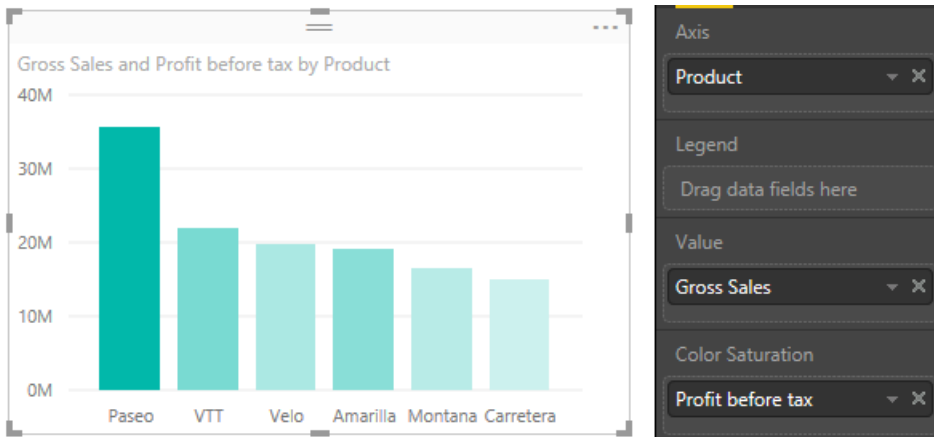 Gross Sales and Profit before tax by Product
40M
30M
20M
10M
0M
Paseo VTT Velo Amarilla Montana Carretera
Axis
Product
Legend
Drag data fields here
Value
Gross Sales
Color Saturation
Profit before tax